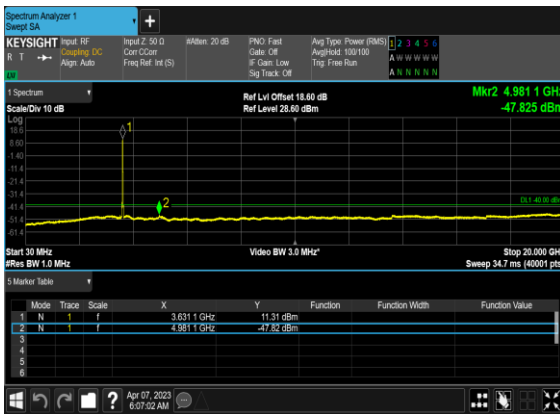 Spectrum Analyzer 1
Swept SA
+
KEYSIGHT
R T
LV
Input: RF
Coupling: DC
Align: Auto
Input Z: 50 Ω
Corr CCorr
Freq Ref: Int (S)
#Atten: 20 dB
PNO: Fast
Gate: Off
IF Gain: Low
Sig Track: Off
Avg Type: Power (RMS)
Avg|Hold: 100/100
Trig: Free Run
1 2 3 4 5 6
A W W W W W
A N N N N N
1 Spectrum
Scale/Div 10 dB
Ref Lvl Offset 18.60 dB
Ref Level 28.60 dBm
Mkr2 4.981 1 GHz
-47.825 dBm
Log
18.6
8.60
-1.40
-11.4
-21.4
-31.4
-41.4
-51.4
-61.4
1
2
DL1 -40.00 dBm
Start 30 MHz
#Res BW 1.0 MHz
Video BW 3.0 MHz*
Stop 20.000 GHz
Sweep 34.7 ms (40001 pts)
5 Marker Table
Mode Trace Scale X Y Function Function Width Function Value
1 N 1 f 3.631 1 GHz 11.31 dBm
2 N 1 f 4.981 1 GHz -47.82 dBm
3
4
5
6
?
Apr 07, 2023
6:07:02 AM